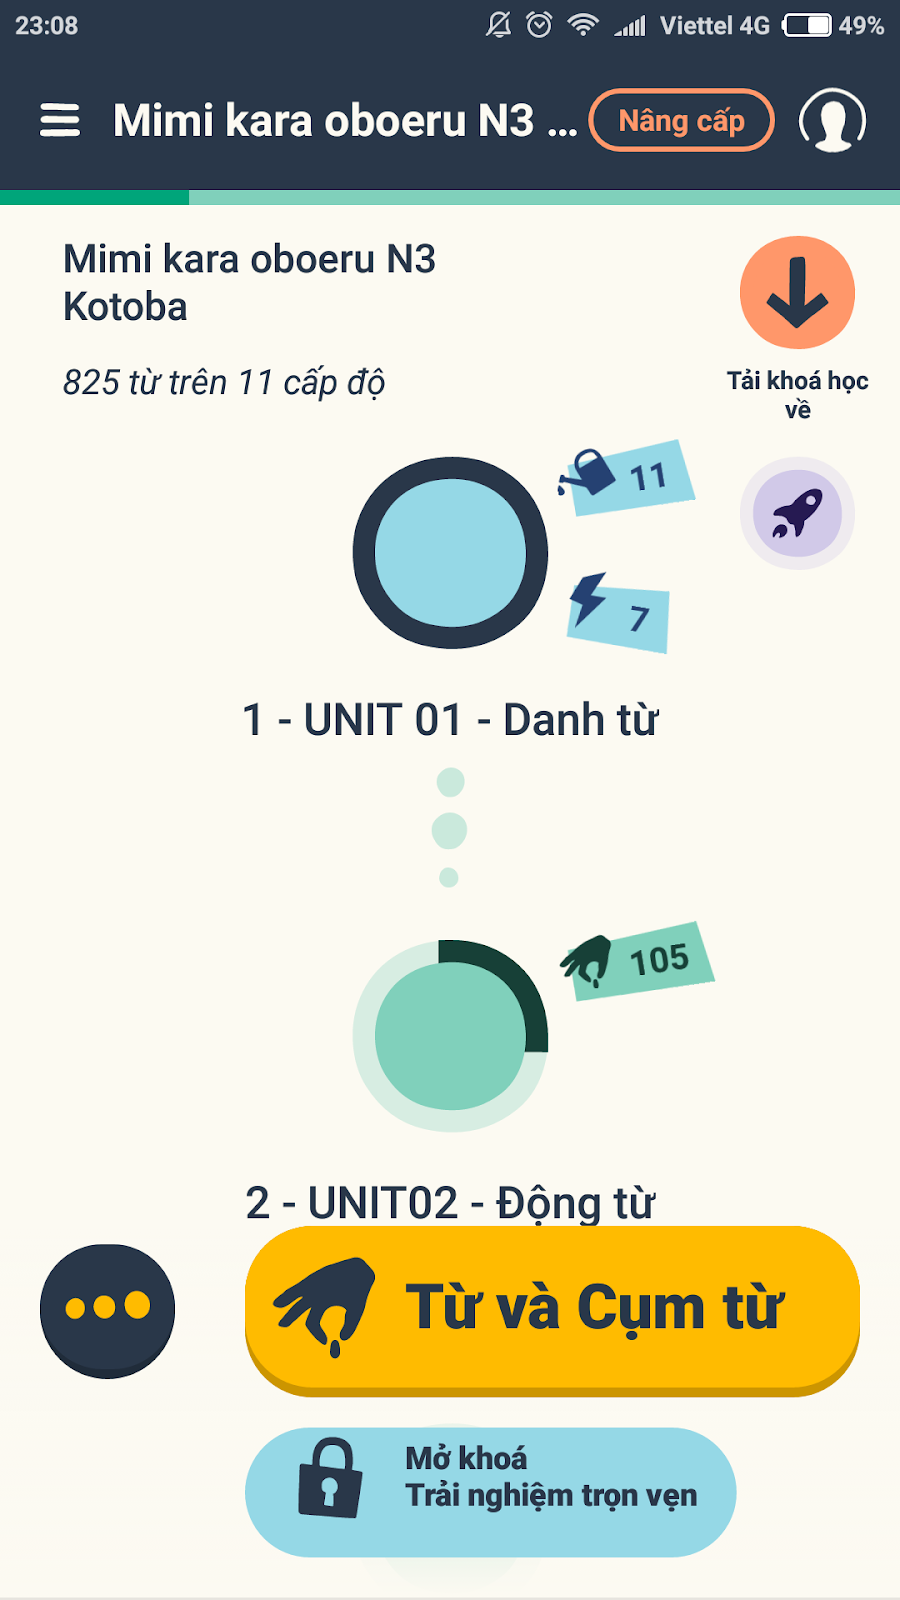 23:08
Viettel 4G 49%
Mimi kara oboeru N3 ...
Nâng cấp
Mimi kara oboeru N3
Kotoba
825 từ trên 11 cấp độ
Tải khoá học
về
11
7
1 - UNIT 01 - Danh từ
105
2 - UNIT02 - Động từ
Từ và Cụm từ
Mở khoá
Trải nghiệm trọn vẹn